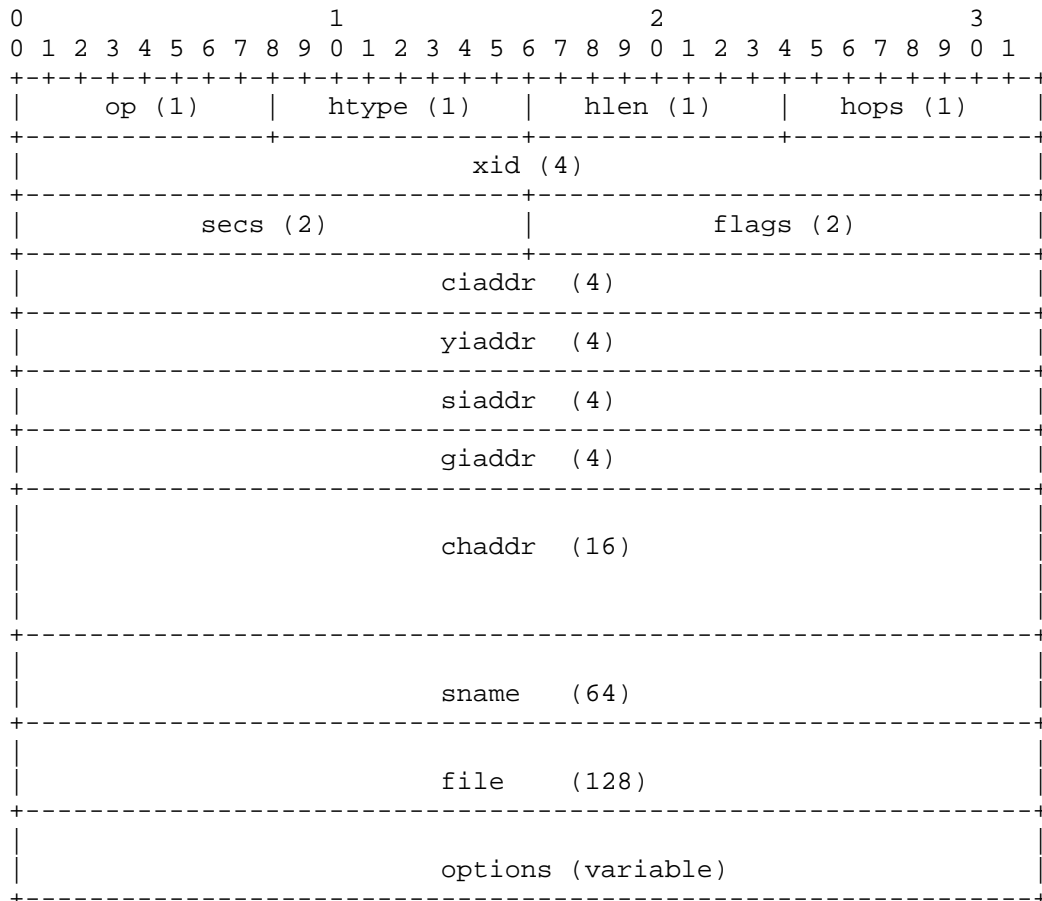 0                   1                   2                   3
0 1 2 3 4 5 6 7 8 9 0 1 2 3 4 5 6 7 8 9 0 1 2 3 4 5 6 7 8 9 0 1
+-+-+-+-+-+-+-+-+-+-+-+-+-+-+-+-+-+-+-+-+-+-+-+-+-+-+-+-+-+-+-+-+
|     op (1)    |   htype (1)   |   hlen (1)    |   hops (1)    |
+---------------+---------------+---------------+---------------+
|                            xid (4)                            |
+-------------------------------+-------------------------------+
|           secs (2)            |           flags (2)           |
+-------------------------------+-------------------------------+
|                          ciaddr  (4)                          |
+---------------------------------------------------------------+
|                          yiaddr  (4)                          |
+---------------------------------------------------------------+
|                          siaddr  (4)                          |
+---------------------------------------------------------------+
|                          giaddr  (4)                          |
+---------------------------------------------------------------+
|                                                               |
|                          chaddr  (16)                         |
|                                                               |
|                                                               |
+---------------------------------------------------------------+
|                                                               |
|                          sname   (64)                         |
+---------------------------------------------------------------+
|                                                               |
|                          file    (128)                        |
+---------------------------------------------------------------+
|                                                               |
|                          options (variable)                   |
+---------------------------------------------------------------+